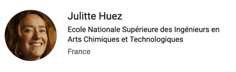 Julitte Huez
Ecole Nationale Supérieure des Ingénieurs en
Arts Chimiques et Technologiques
France